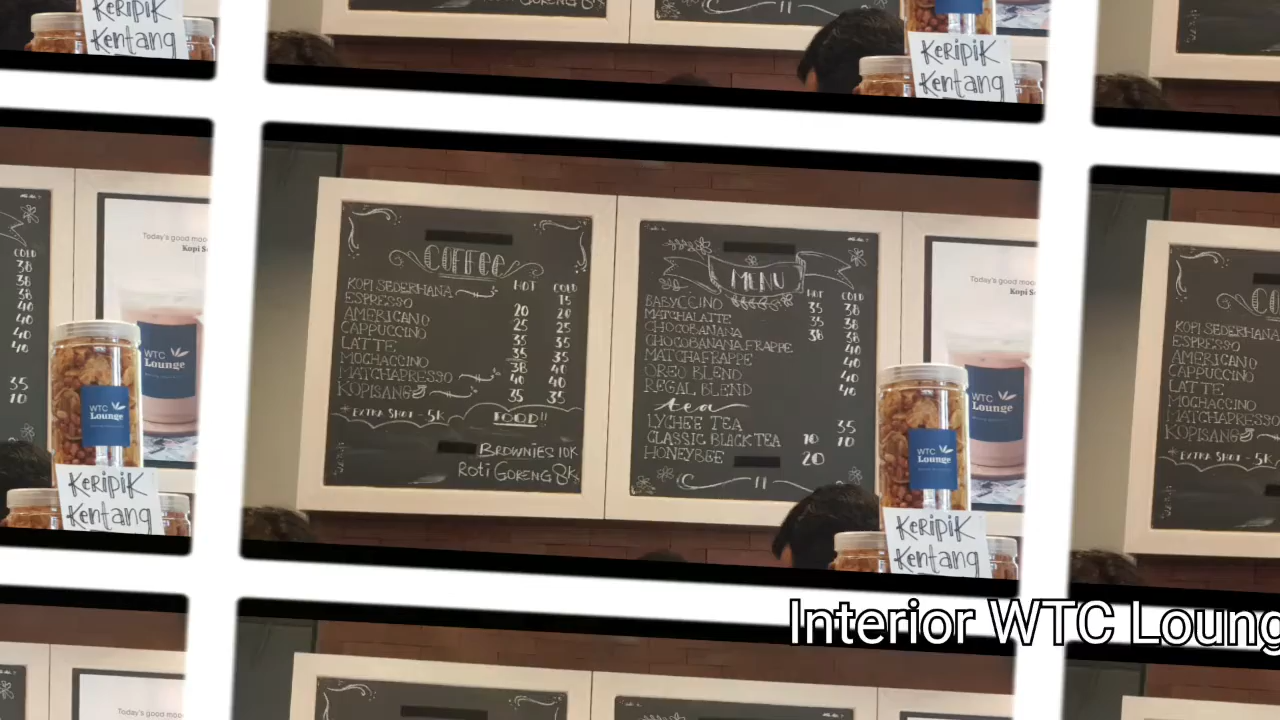 COFFEE
HOT COLD
KOPI SEDERHANA 15
ESPRESSO 20 20
AMERICANO 25 25
CAPPUCCINO 35 35
LATTE 35 35
MOCHACCINO 38 40
MATCHAPRESSO 40 40
KOPISANG 35 35
EXTRA SHOT - 5K
FOOD!!
BROWNIES 10K
ROTI GORENG 8K
MENU
HOT COLD
BABYCCINO 35 38
MATCHALATTE 35 38
CHOCOBANANA 38 38
CHOCOBANANA FRAPPE 40
MATCHAFRAPPE 40
OREO BLEND 40
REGAL BLEND 40
tea
LYCHEE TEA 35
CLASSIC BLACK TEA 10 10
HONEYBEE 20
Today's good moo
Kopi S
WTC
Lounge
WTC
Lounge
KeRipiK
Kentang
Interior WTC Loung